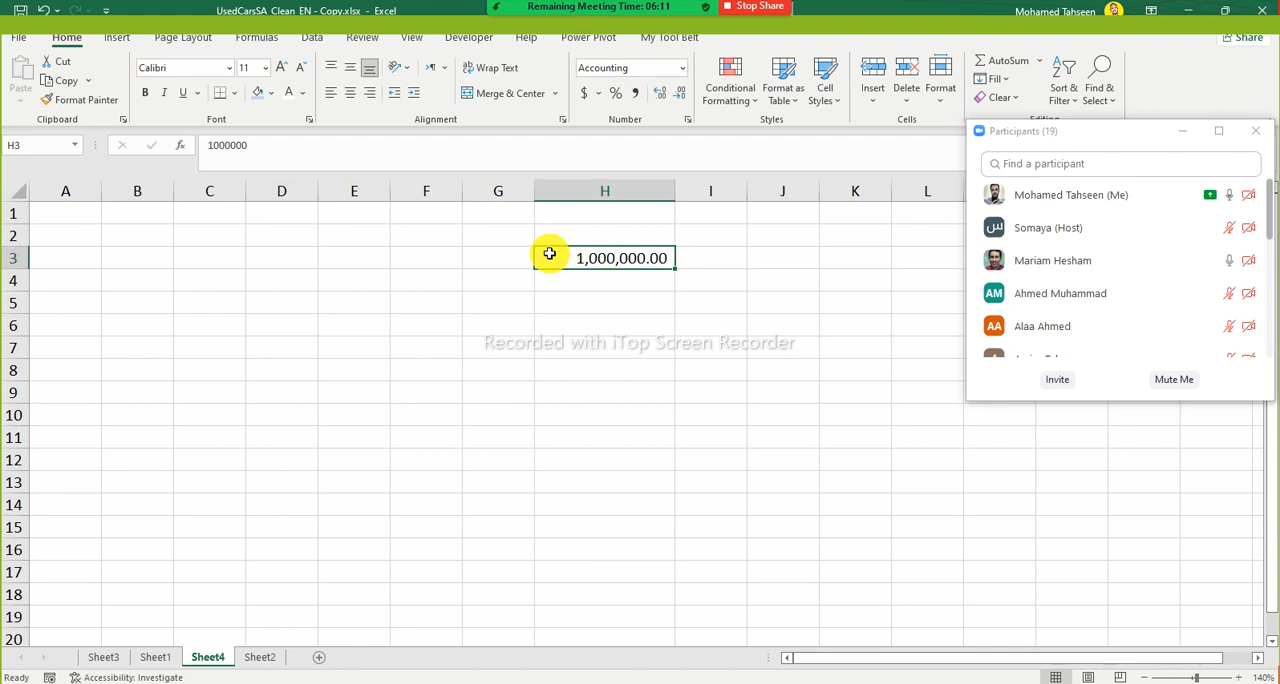 UsedCarsSA_Clean_EN - Copy.xlsx - Excel
Remaining Meeting Time: 06:11
Stop Share
Mohamed Tahseen
File Home Insert Page Layout Formulas Data Review View Developer Help Power Pivot My Tool Belt
Share
Paste
Cut
Copy
Format Painter
Clipboard
Calibri 11
B I U
Font
Wrap Text
Merge & Center
Alignment
Accounting
$ % ,
Number
Conditional
Formatting
Format as
Table
Cell
Styles
Styles
Insert Delete Format
Cells
AutoSum
Fill
Clear
Sort &
Filter
Find &
Select
H3
fx
1000000
Participants (19)
Find a participant
Mohamed Tahseen (Me)
س Somaya (Host)
Mariam Hesham
AM Ahmed Muhammad
AA Alaa Ahmed
Invite Mute Me
A B C D E F G H I J K L
1
2
3 1,000,000.00
4
5
6
7
8
9
10
11
12
13
14
15
16
17
18
19
20
Recorded with iTop Screen Recorder
Sheet3 Sheet1 Sheet4 Sheet2
Ready Accessibility: Investigate 140%